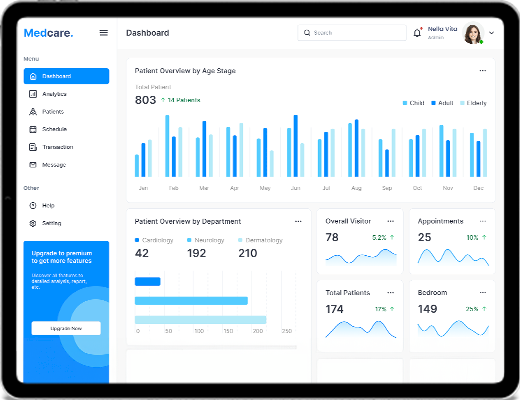 Medcare.
Dashboard
Search
Nella Vita
Admin
Menu
Dashboard
Analytics
Patients
Schedule
Transaction
Message
Other
Help
Setting
Upgrade to premium
to get more features
Discover all features to
detailed analysis, report,
etc.
Upgrade Now
Patient Overview by Age Stage
Total Patient
803 ↑ 14 Patients
Child Adult Elderly
Jan Feb Mar Apr May Jun Jul Aug Sep Oct Nov Dec
Patient Overview by Department
Cardiology Neurology Dermatology
42 192 210
0 50 100 150 200 250
Overall Visitor
78 5.2% ↑
Appointments
25 10% ↑
Total Patients
174 17% ↑
Bedroom
149 25% ↑